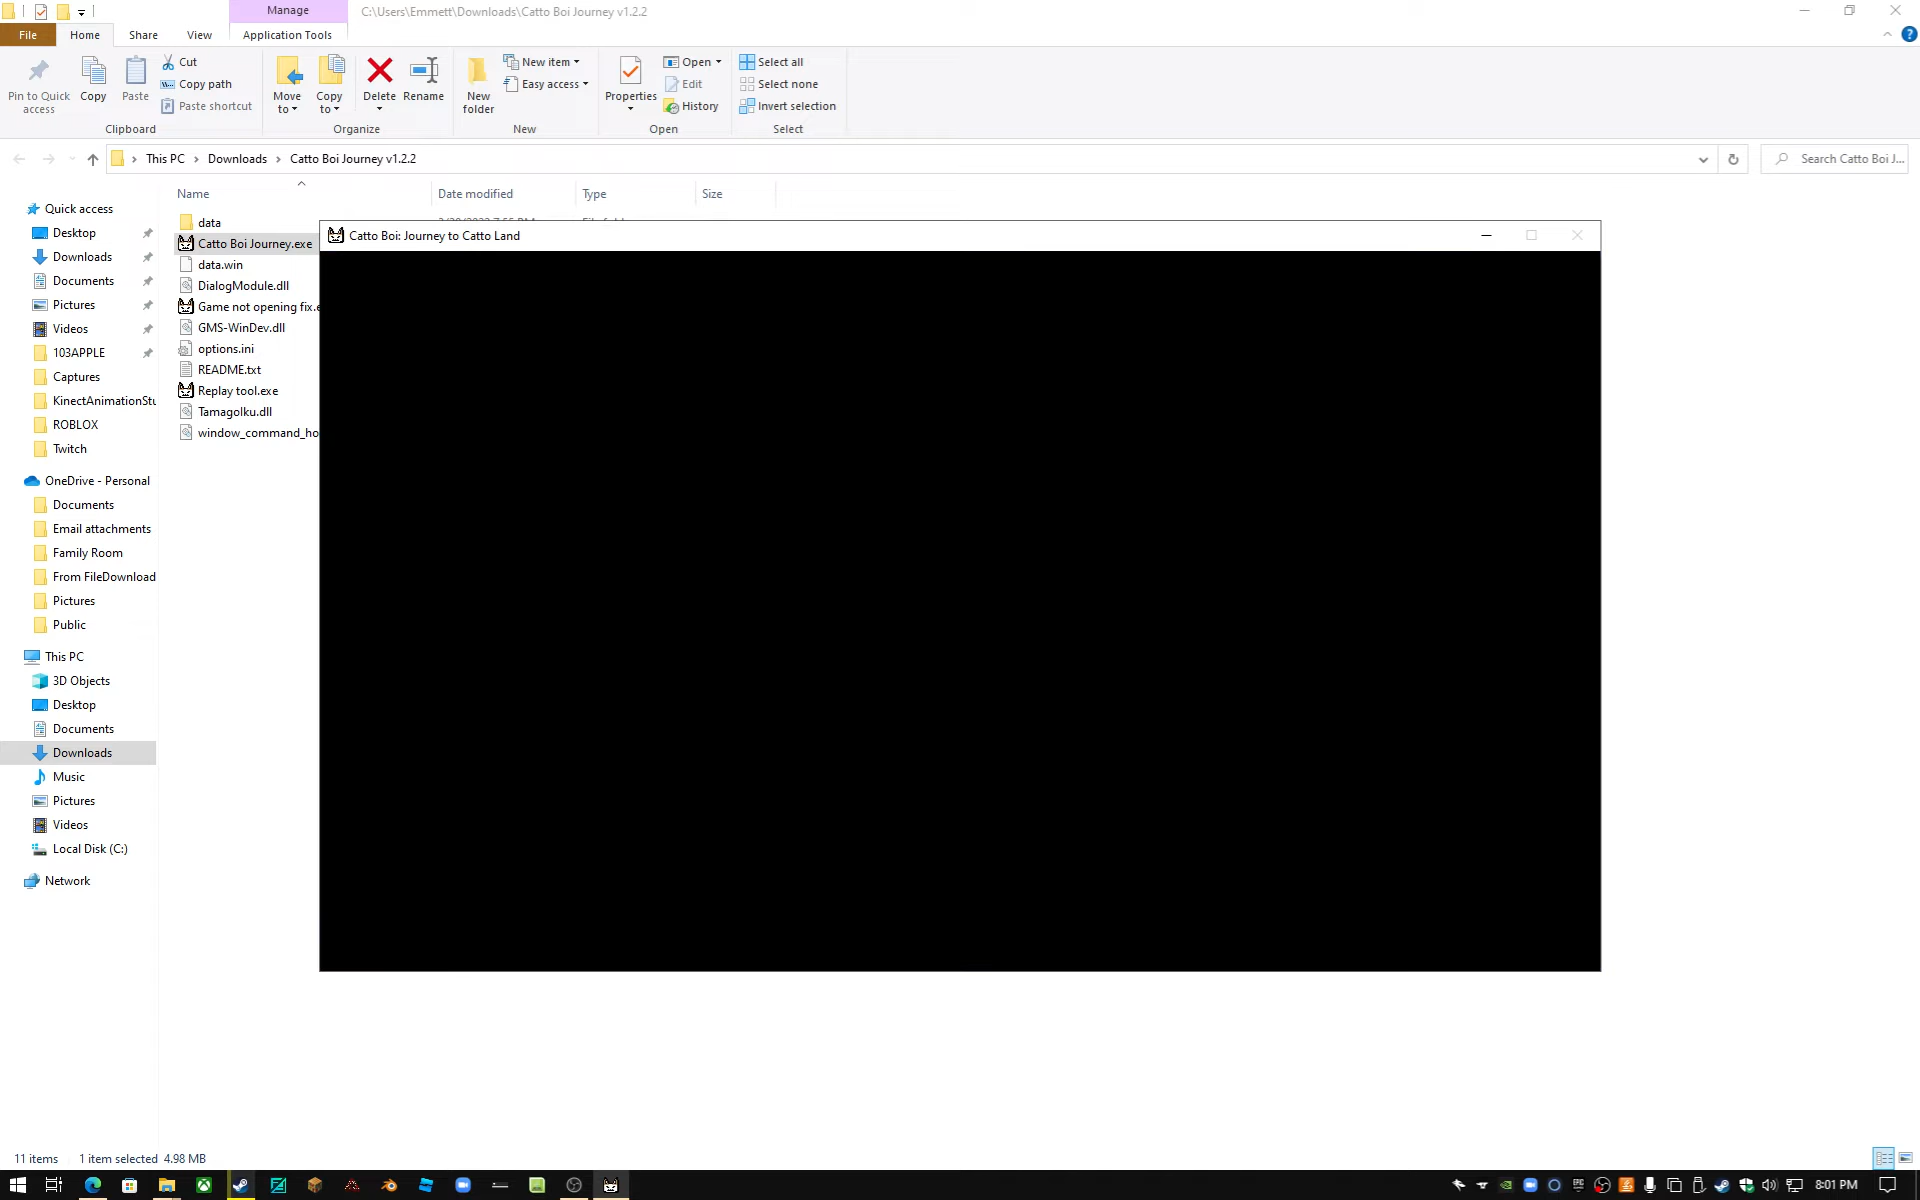 Manage
C:\Users\Emmett\Downloads\Catto Boi Journey v1.2.2
File
Home
Share
View
Application Tools
Pin to Quick access
Copy
Paste
Cut
Copy path
Paste shortcut
Clipboard
Move to
Copy to
Delete
Rename
Organize
New folder
New item
Easy access
New
Properties
Open
Edit
History
Open
Select all
Select none
Invert selection
Select
This PC
Downloads
Catto Boi Journey v1.2.2
Search Catto Boi J...
Name
Date modified
Type
Size
data
Catto Boi Journey.exe
data.win
DialogModule.dll
Game not opening fix.e
GMS-WinDev.dll
options.ini
README.txt
Replay tool.exe
Tamagolku.dll
window_command_ho
Catto Boi: Journey to Catto Land
Quick access
Desktop
Downloads
Documents
Pictures
Videos
103APPLE
Captures
KinectAnimationStu
ROBLOX
Twitch
OneDrive - Personal
Documents
Email attachments
Family Room
From FileDownload
Pictures
Public
This PC
3D Objects
Desktop
Documents
Downloads
Music
Pictures
Videos
Local Disk (C:)
Network
11 items
1 item selected 4.98 MB
8:01 PM